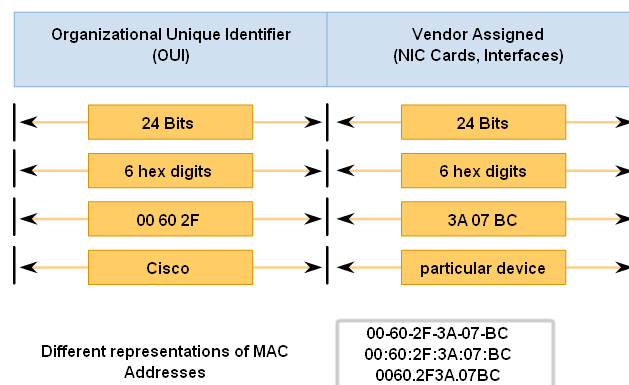 Organizational Unique Identifier
(OUI)
Vendor Assigned
(NIC Cards, Interfaces)
24 Bits
24 Bits
6 hex digits
6 hex digits
00 60 2F
3A 07 BC
Cisco
particular device
Different representations of MAC
Addresses
00-60-2F-3A-07-BC
00:60:2F:3A:07:BC
0060.2F3A.07BC